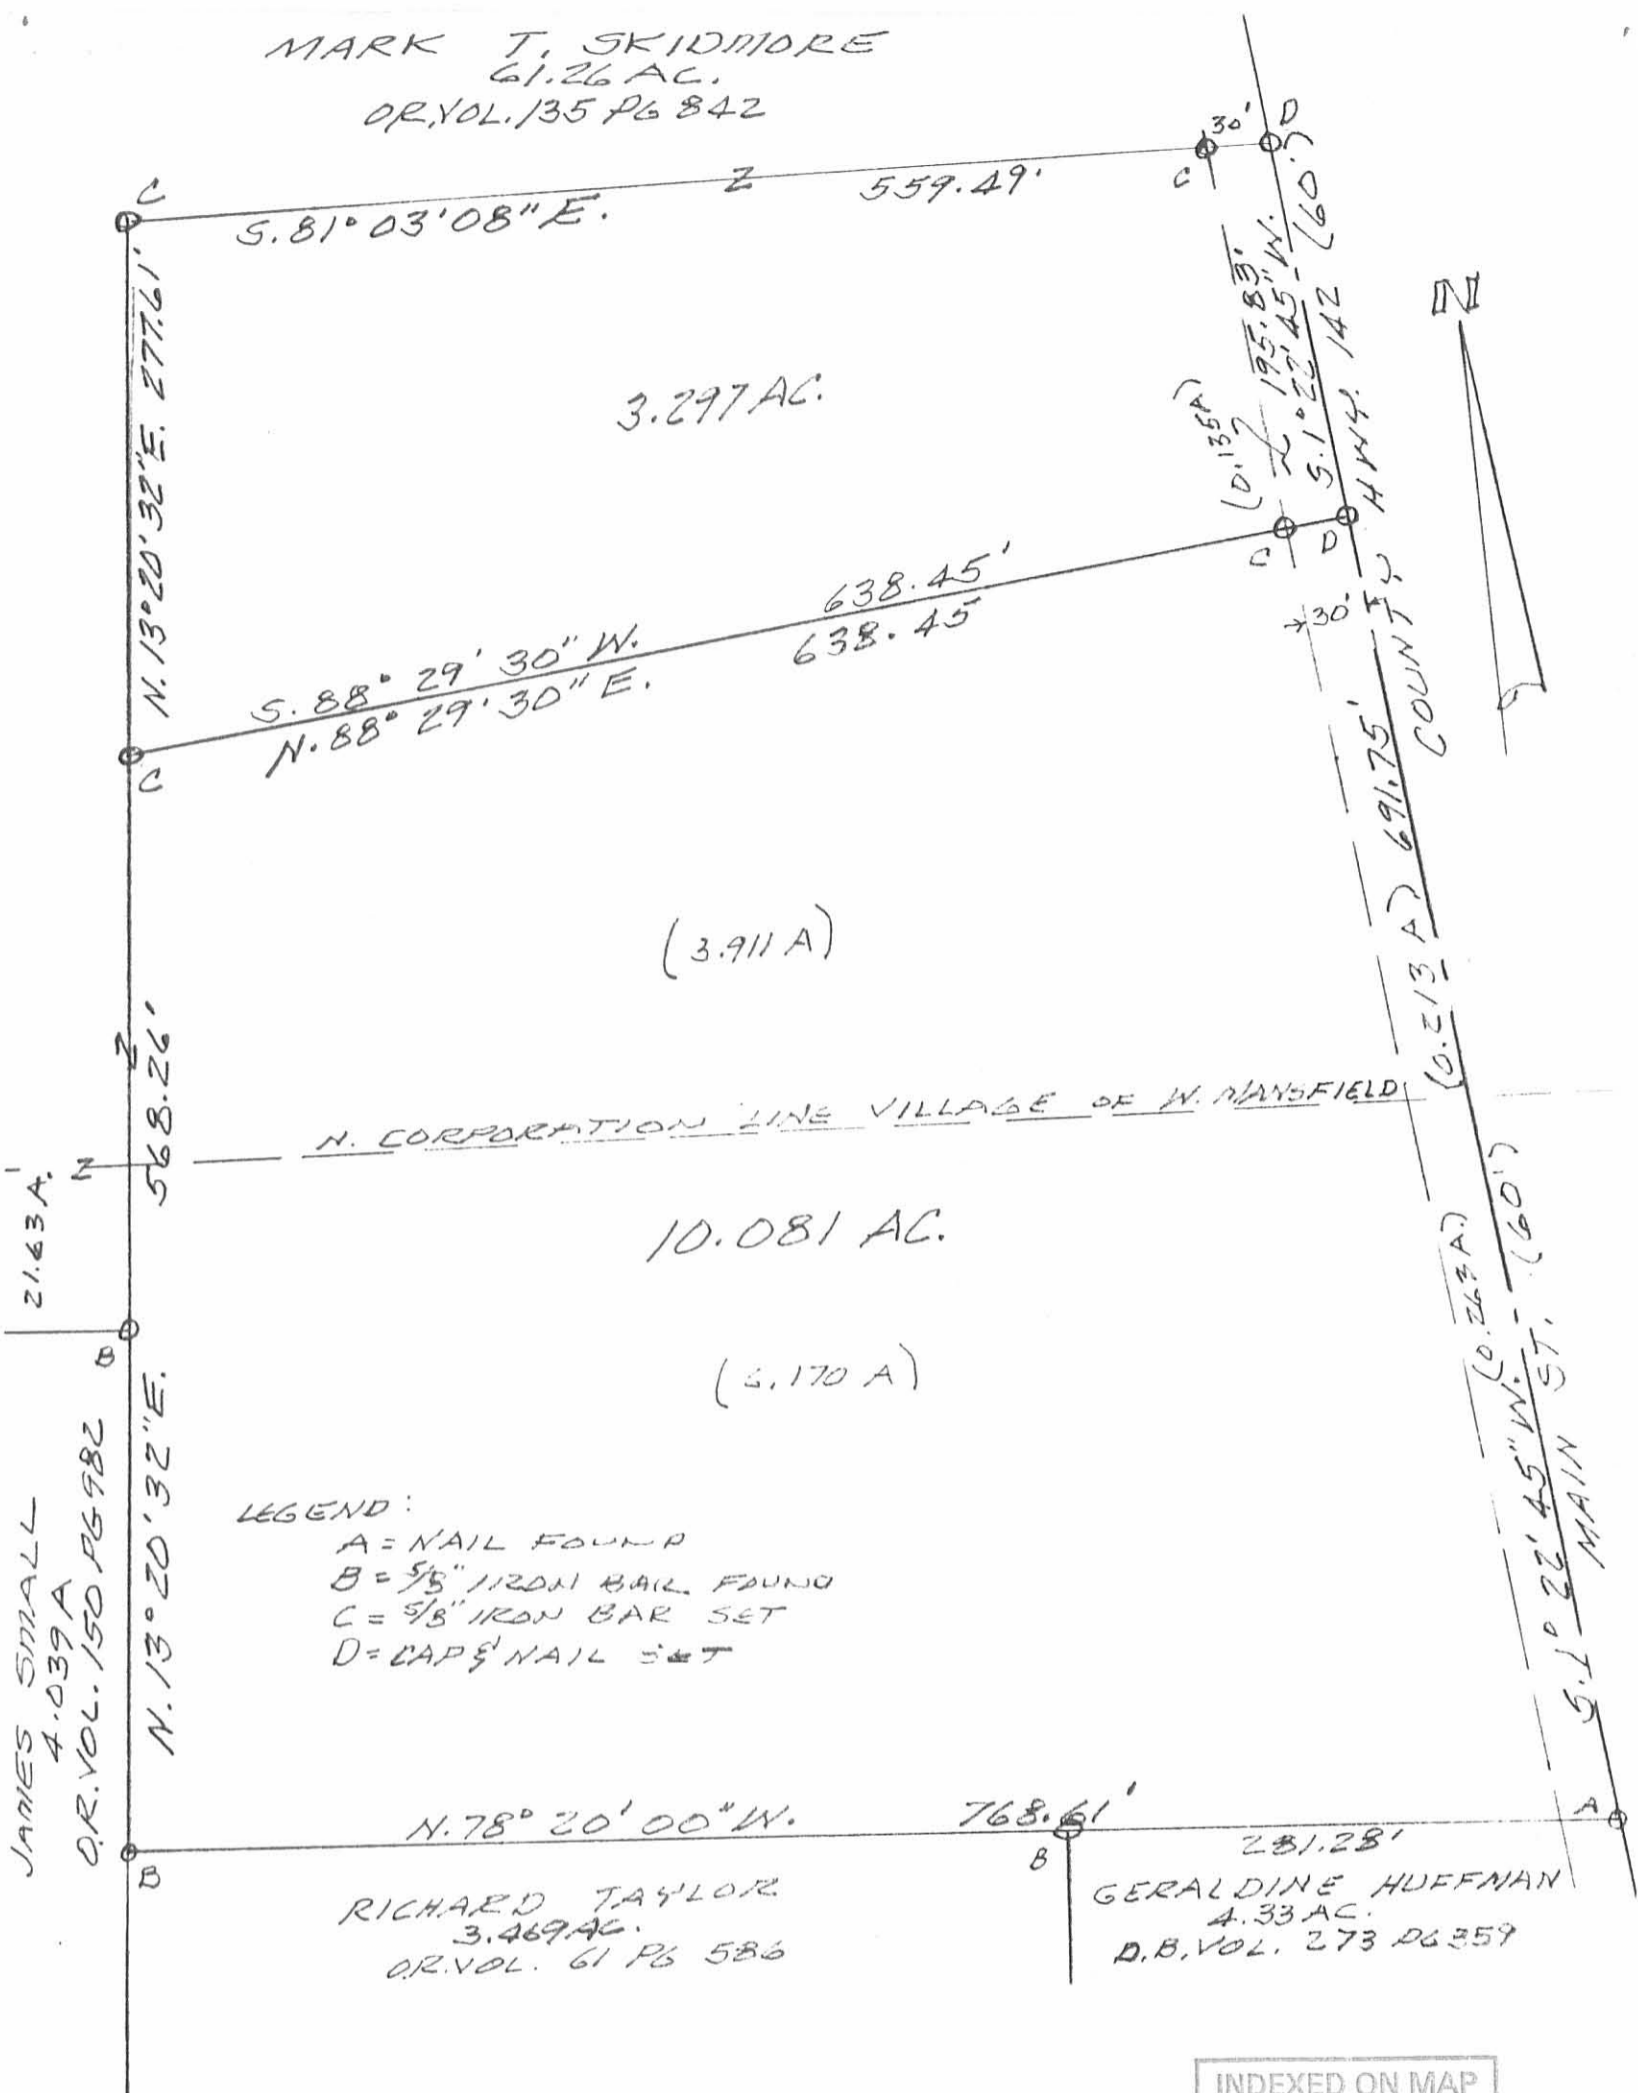 MARK T. SKIDMORE
61.26 AC.
OR. VOL. 135 PG 842
30'
D
C
C
Z
559.49'
S. 81° 03' 08" E.
N. 13° 20' 32" E. 277.61'
195.83'
S. 1° 22' 45" W.
HWY. 142 (60')
COUNTY
N
3.297 AC.
(0.135A)
C
D
30'
638.45'
638.45'
S. 88° 29' 30" W.
N. 88° 29' 30" E.
C
691.75'
(3.911 A)
(0.213 A)
Z
568.26'
N. CORPORATION LINE VILLAGE OF W. MANSFIELD
Z
21.63 A.
10.081 AC.
(0.263 A)
(60')
B
(6.170 A)
S. 1° 22' 45" W.
MAIN ST.
N. 13° 20' 32" E.
JAMES SMALL
4.039 A
O.R. VOL. 150 PG 982
LEGEND:
A = NAIL FOUND
B = 5/8" IRON BAR FOUND
C = 5/8" IRON BAR SET
D = CAP & NAIL SET
N. 78° 20' 00" W.
768.61'
A
B
B
281.28'
RICHARD TAYLOR
3.469 AC.
O.R. VOL. 61 PG 586
GERALDINE HUFFMAN
4.33 AC.
D.B. VOL. 273 PG 359
INDEXED ON MAP